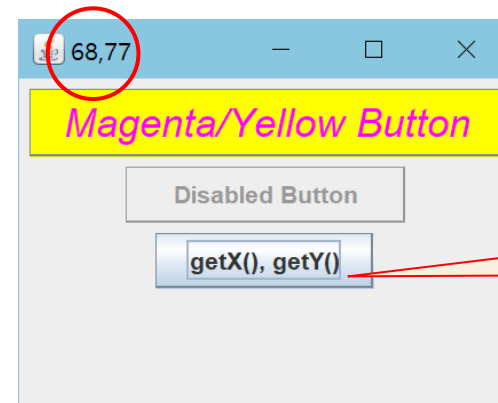 68,77
Magenta/Yellow Button
Disabled Button
getX(), getY()